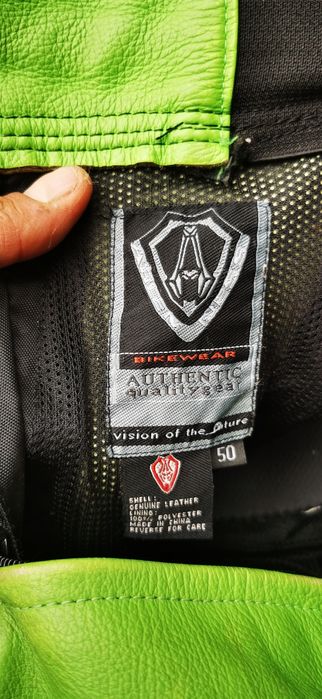 BIKEWEAR
AUTHENTIC
qualitygear
vision of the future
50
SHELL:
GENUINE LEATHER
LINING:
100% POLYESTER
MADE IN CHINA
REVERSE FOR CARE